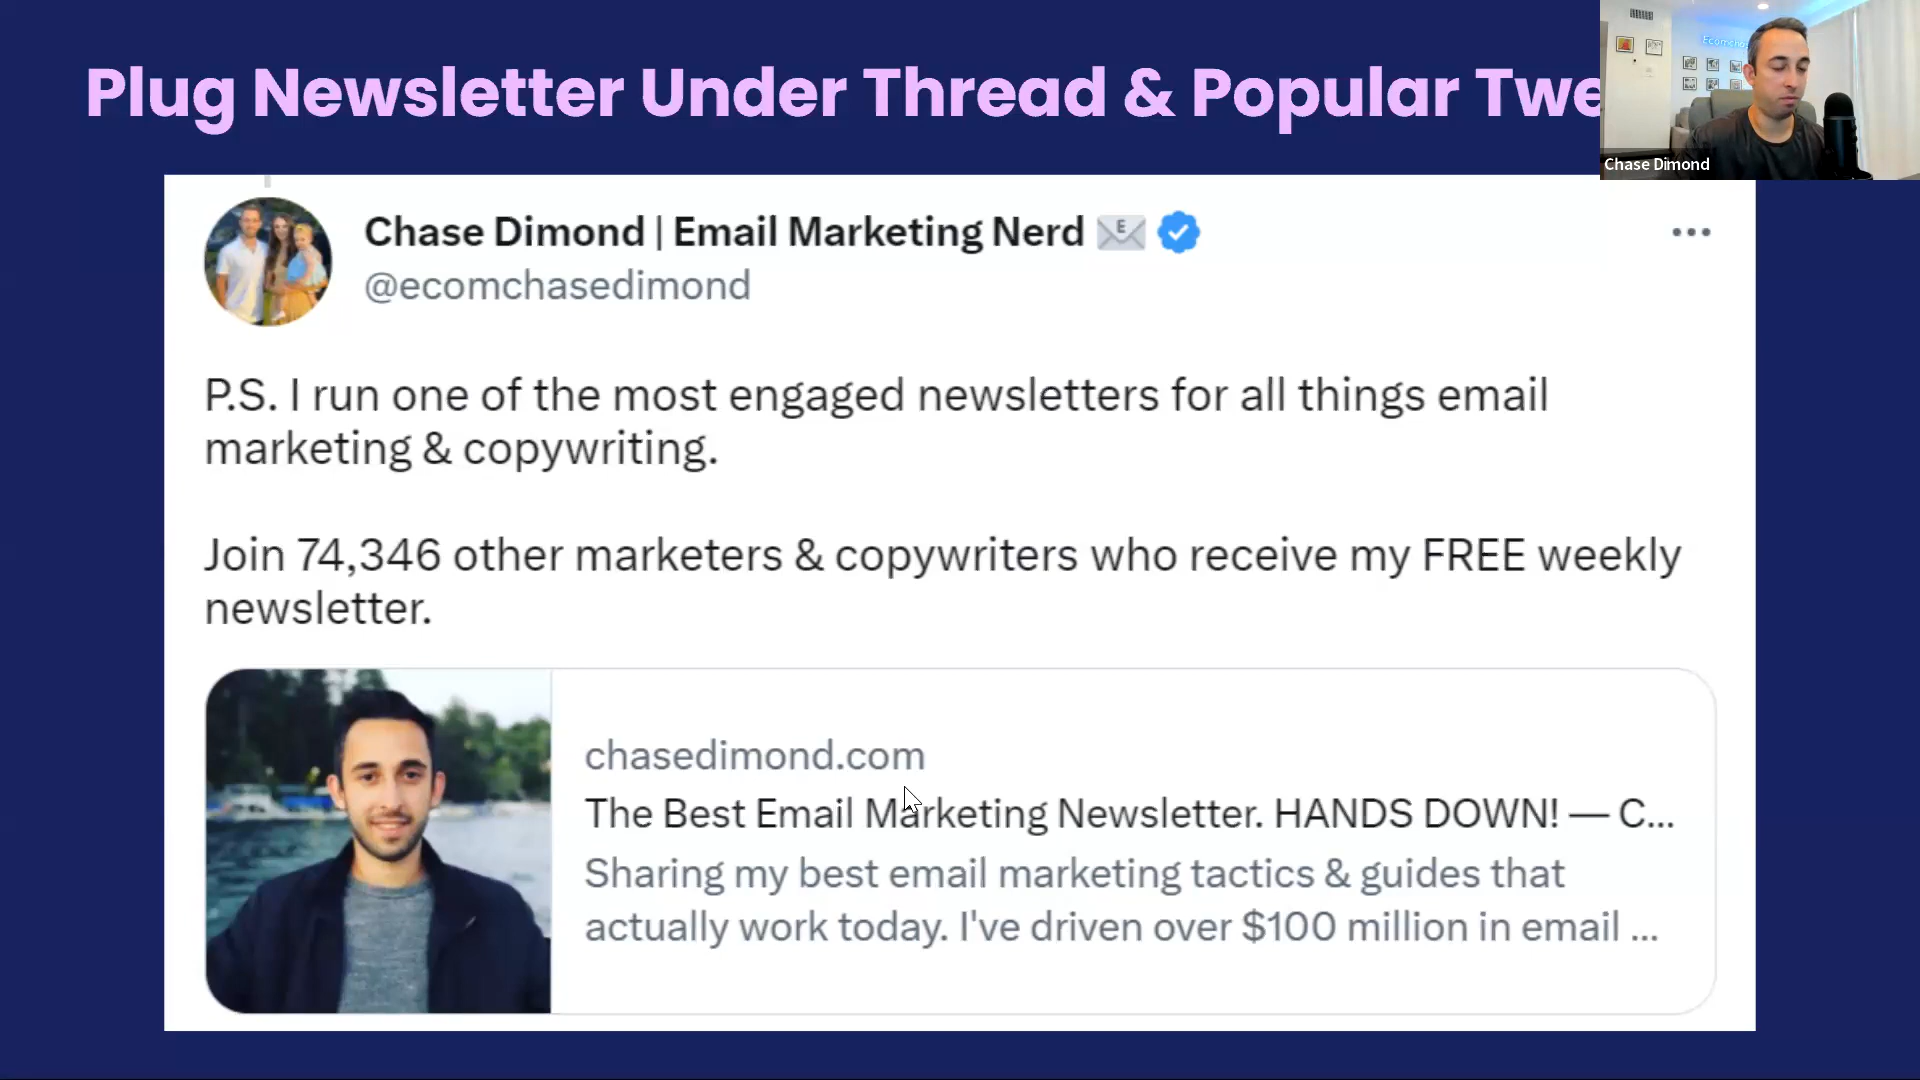 Plug Newsletter Under Thread & Popular Twe
Ecomcha
Chase Dimond
Chase Dimond | Email Marketing Nerd
E
@ecomchasedimond
P.S. I run one of the most engaged newsletters for all things email
marketing & copywriting.
Join 74,346 other marketers & copywriters who receive my FREE weekly
newsletter.
chasedimond.com
The Best Email Marketing Newsletter. HANDS DOWN! — C...
Sharing my best email marketing tactics & guides that
actually work today. I've driven over $100 million in email ...